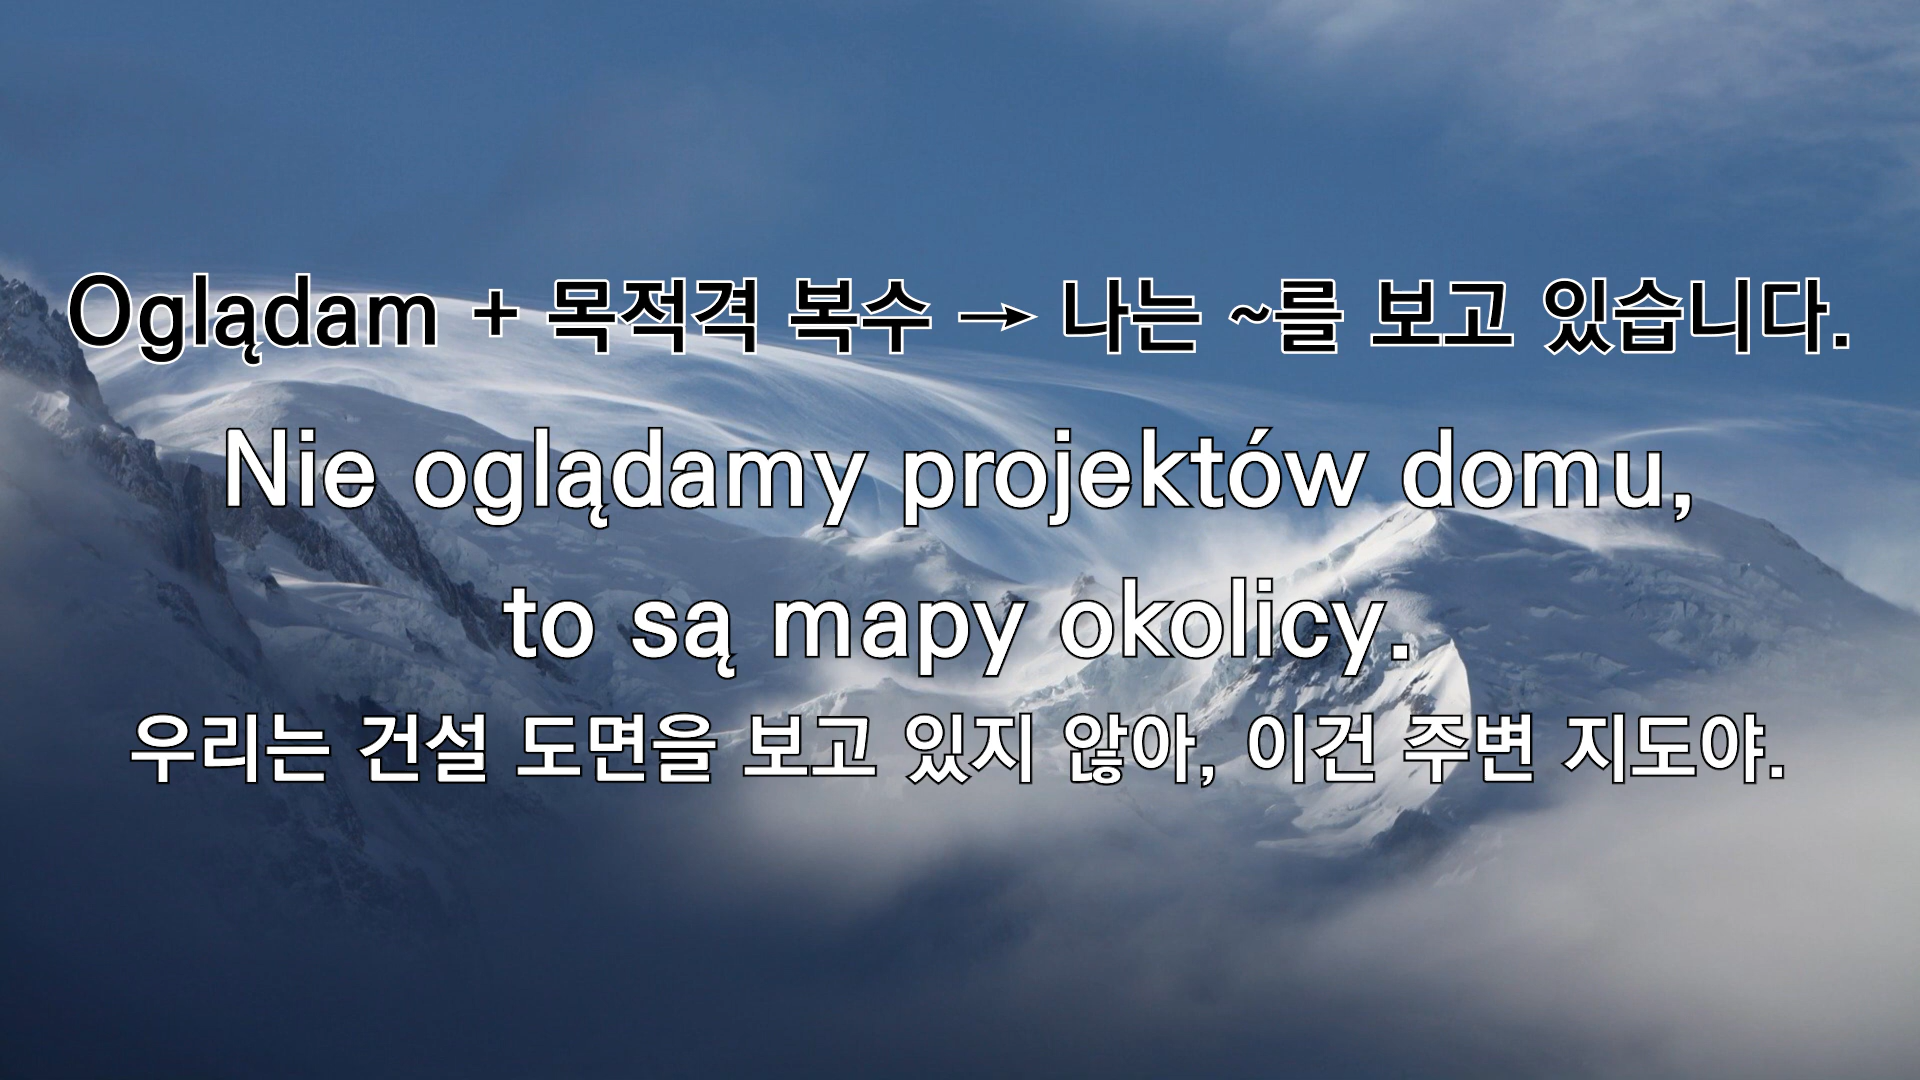 Oglądam + 목적격 복수 → 나는 ~를 보고 있습니다.
Nie oglądamy projektów domu,
to są mapy okolicy.
우리는 건설 도면을 보고 있지 않아, 이건 주변 지도야.